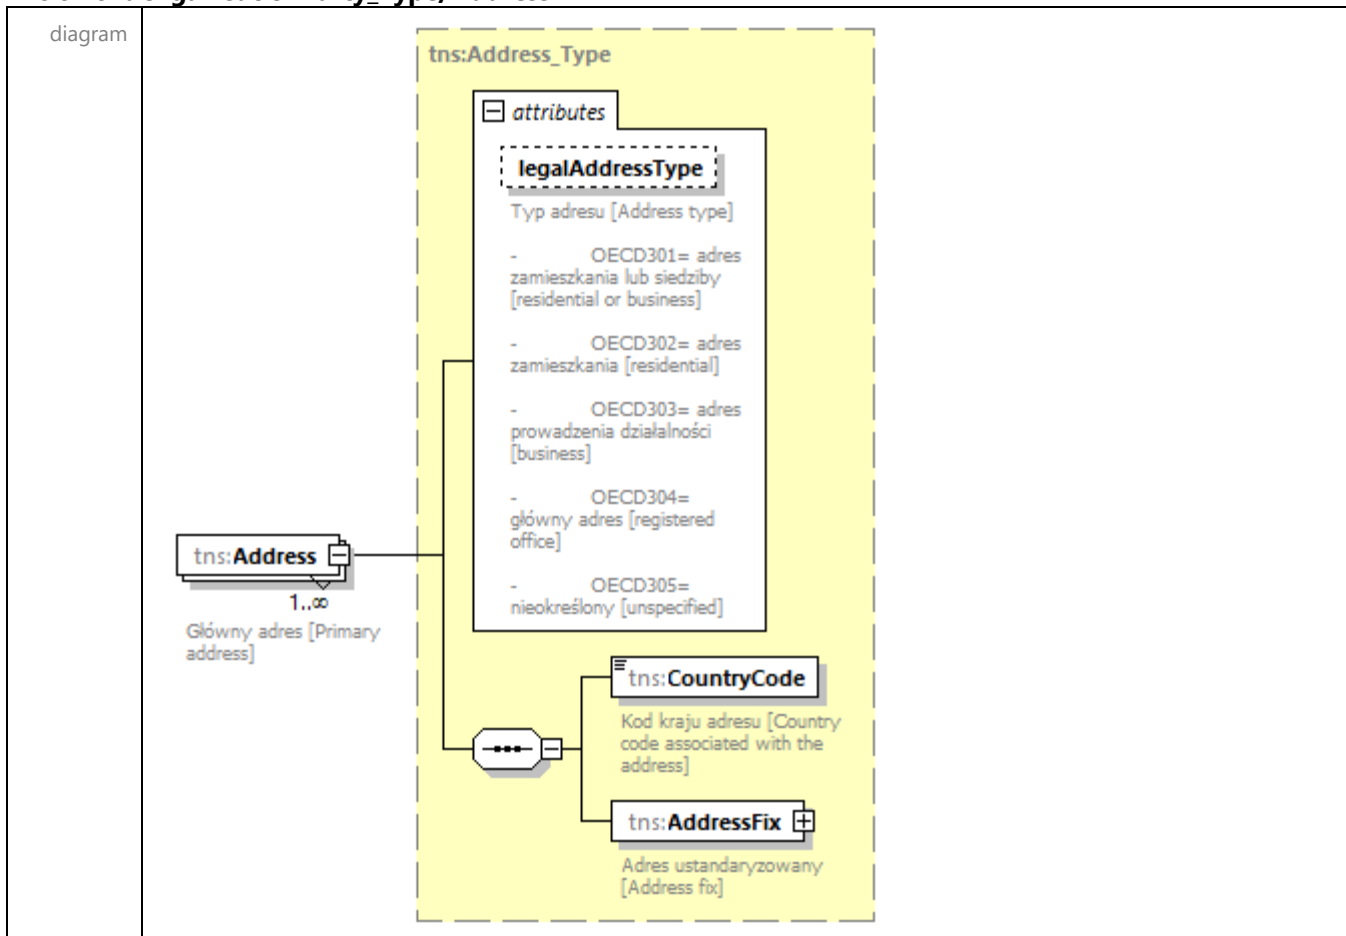 diagram
tns:Address_Type
attributes
legalAddressType
Typ adresu [Address type]
- OECD301= adres
zamieszkania lub siedziby
[residential or business]
- OECD302= adres
zamieszkania [residential]
- OECD303= adres
prowadzenia działalności
[business]
- OECD304=
główny adres [registered
office]
- OECD305=
nieokreślony [unspecified]
tns:Address
1..∞
Główny adres [Primary
address]
tns:CountryCode
Kod kraju adresu [Country
code associated with the
address]
tns:AddressFix
Adres ustandaryzowany
[Address fix]